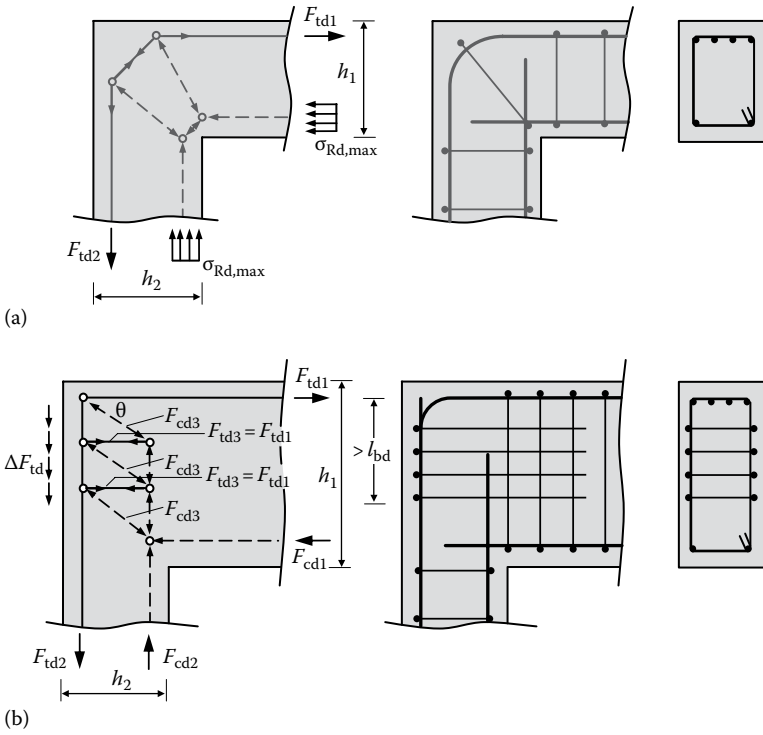 F_td1
h_1
σ_Rd,max
F_td2
σ_Rd,max
h_2
(a)
F_td1
θ
F_cd3
F_td3 = F_td1
ΔF_td
F_cd3
F_td3 = F_td1
h_1
F_cd3
F_cd1
> l_bd
F_td2
F_cd2
h_2
(b)